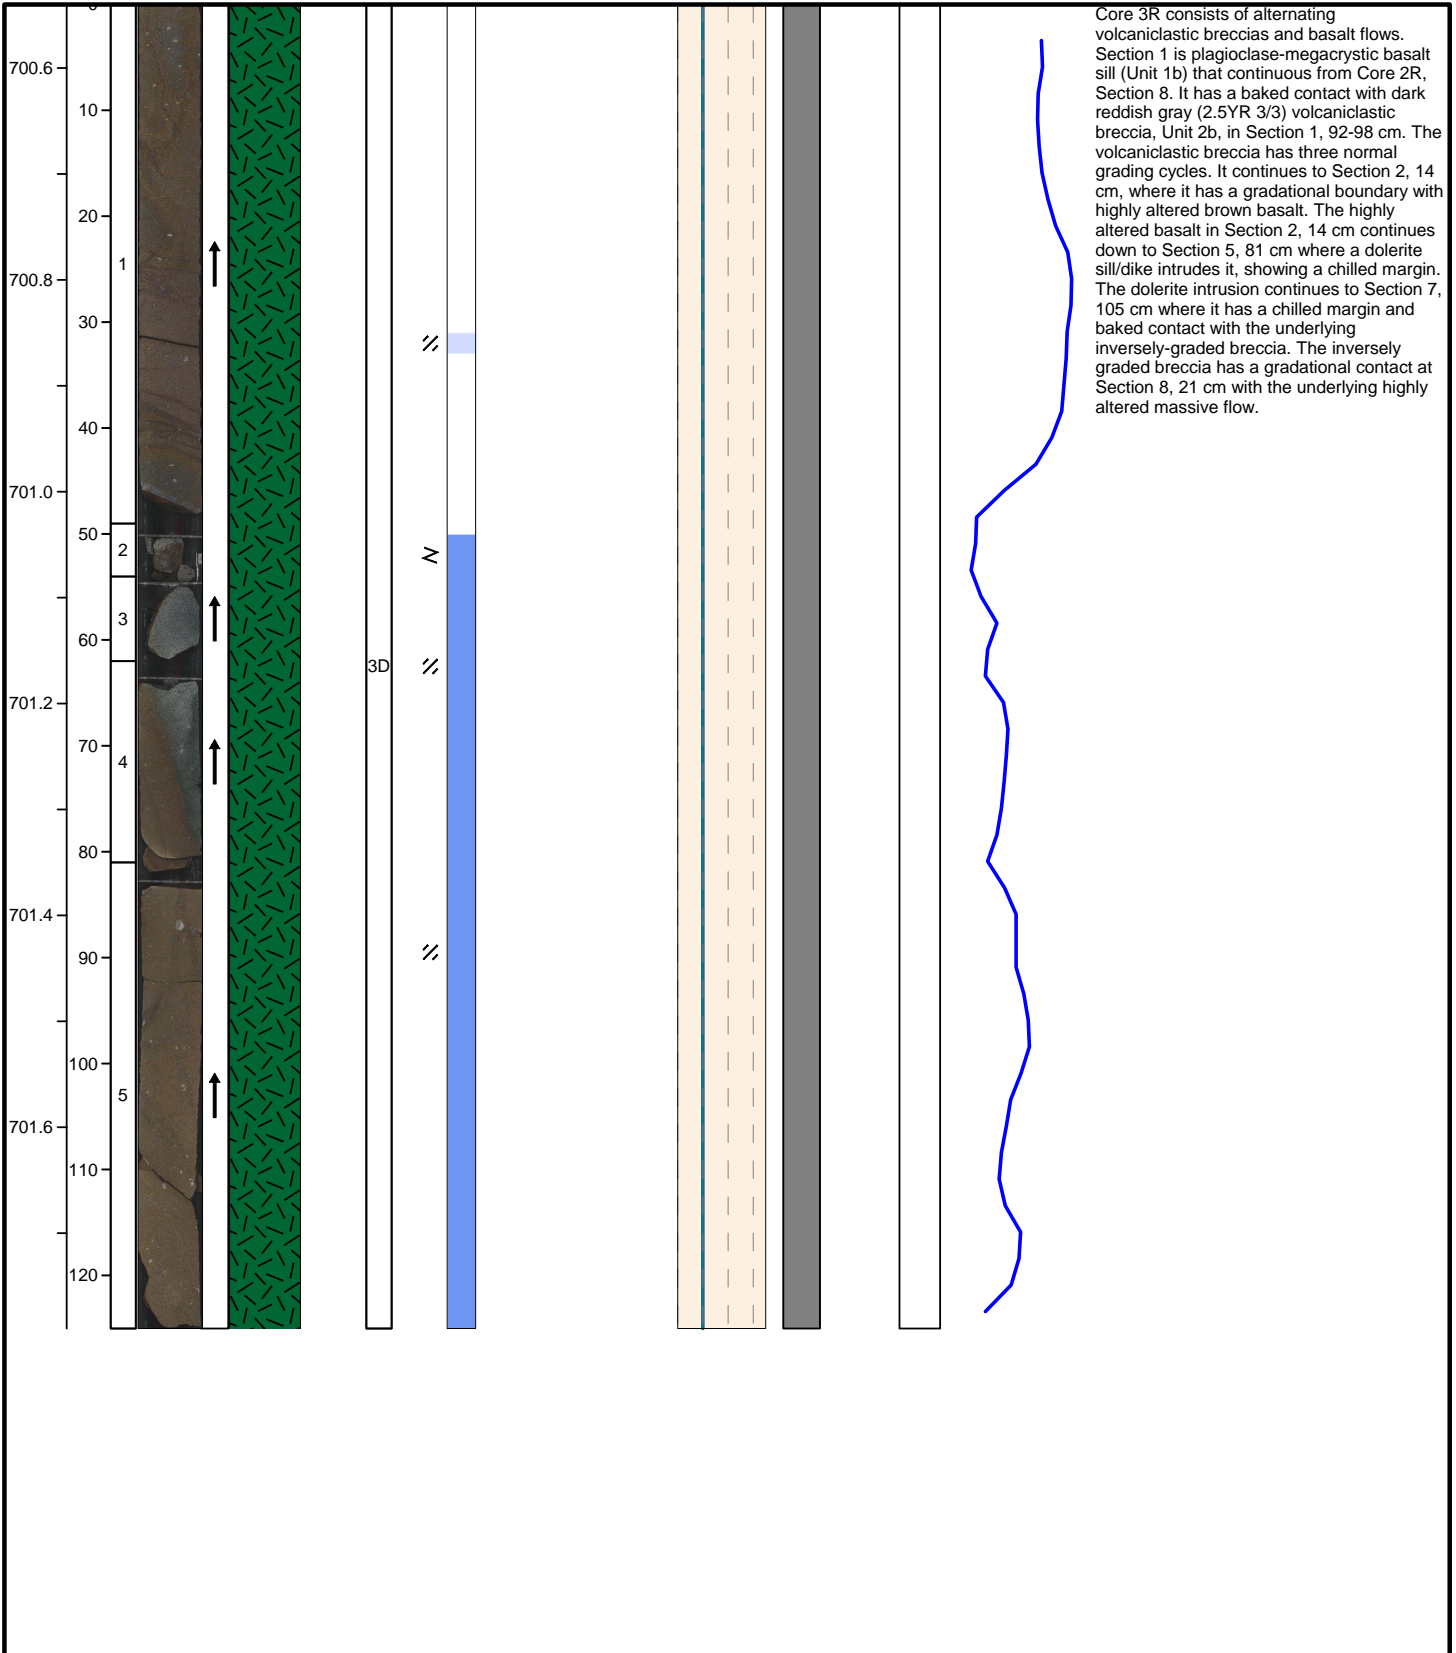 Core 3R consists of alternating
volcaniclastic breccias and basalt flows.
Section 1 is plagioclase-megacrystic basalt
sill (Unit 1b) that continuous from Core 2R,
Section 8. It has a baked contact with dark
reddish gray (2.5YR 3/3) volcaniclastic
breccia, Unit 2b, in Section 1, 92-98 cm. The
volcaniclastic breccia has three normal
grading cycles. It continues to Section 2, 14
cm, where it has a gradational boundary with
highly altered brown basalt. The highly
altered basalt in Section 2, 14 cm continues
down to Section 5, 81 cm where a dolerite
sill/dike intrudes it, showing a chilled margin.
The dolerite intrusion continues to Section 7,
105 cm where it has a chilled margin and
baked contact with the underlying
inversely-graded breccia. The inversely
graded breccia has a gradational contact at
Section 8, 21 cm with the underlying highly
altered massive flow.
700.6
700.8
701.0
701.2
701.4
701.6
0
10
20
30
40
50
60
70
80
90
100
110
120
1
2
3
4
5
3D